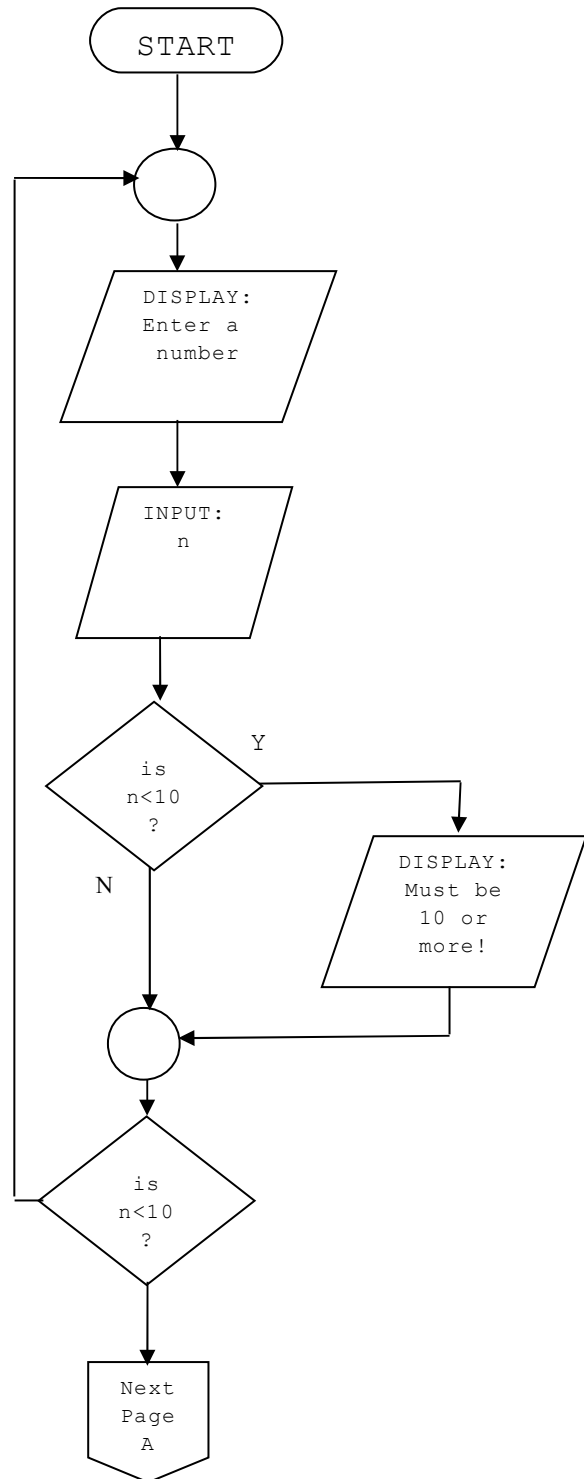 START
DISPLAY:
Enter a
number
INPUT:
n
Y
is
n<10
?
N
DISPLAY:
Must be
10 or
more!
is
n<10
?
Next
Page
A